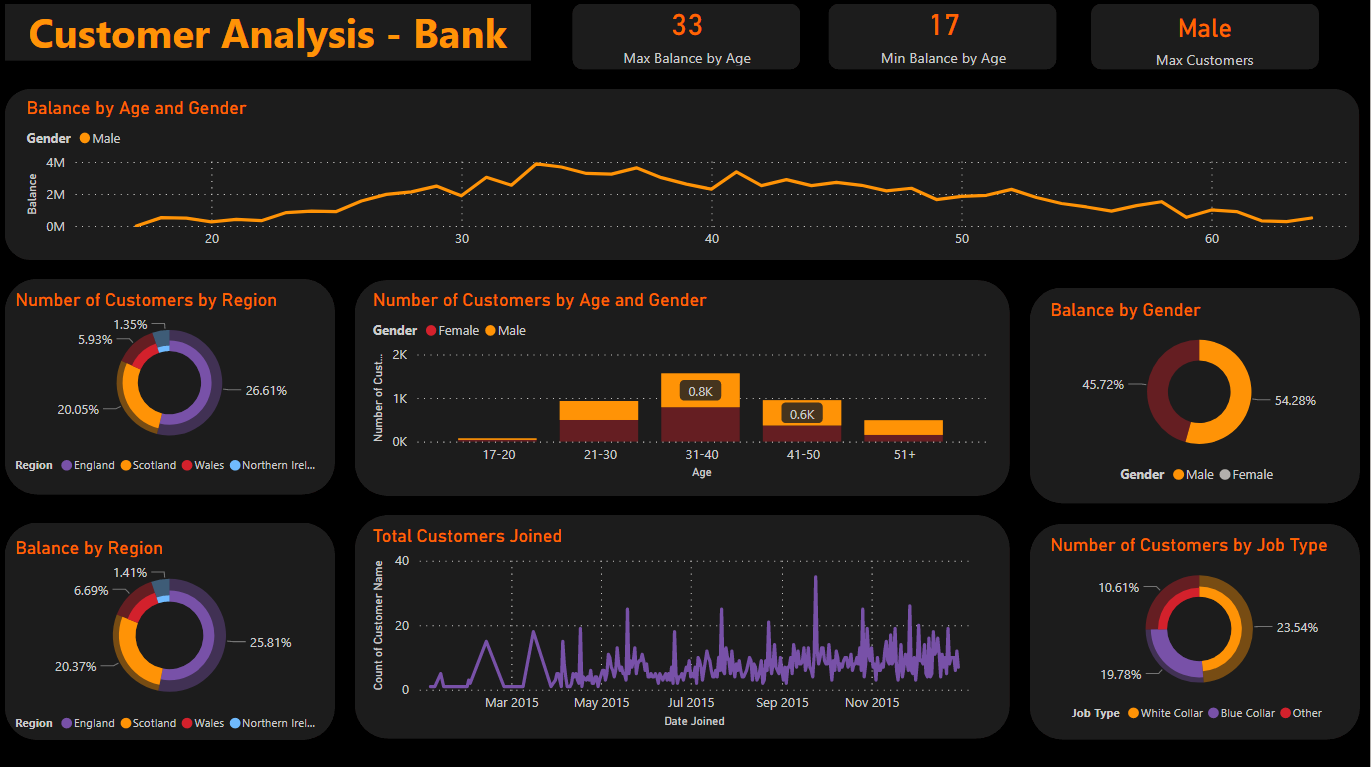 Customer Analysis - Bank
33
Max Balance by Age
17
Min Balance by Age
Male
Max Customers
Balance by Age and Gender
Gender Male
Balance
4M
2M
0M
20 30 40 50 60
Number of Customers by Region
1.35%
5.93%
26.61%
20.05%
Region England Scotland Wales Northern Irel...
Number of Customers by Age and Gender
Gender Female Male
Number of Cust...
2K
1K
0K
0.8K
0.6K
17-20 21-30 31-40 41-50 51+
Age
Balance by Gender
45.72%
54.28%
Gender Male Female
Balance by Region
1.41%
6.69%
25.81%
20.37%
Region England Scotland Wales Northern Irel...
Total Customers Joined
Count of Customer Name
40
20
0
Mar 2015 May 2015 Jul 2015 Sep 2015 Nov 2015
Date Joined
Number of Customers by Job Type
10.61%
23.54%
19.78%
Job Type White Collar Blue Collar Other